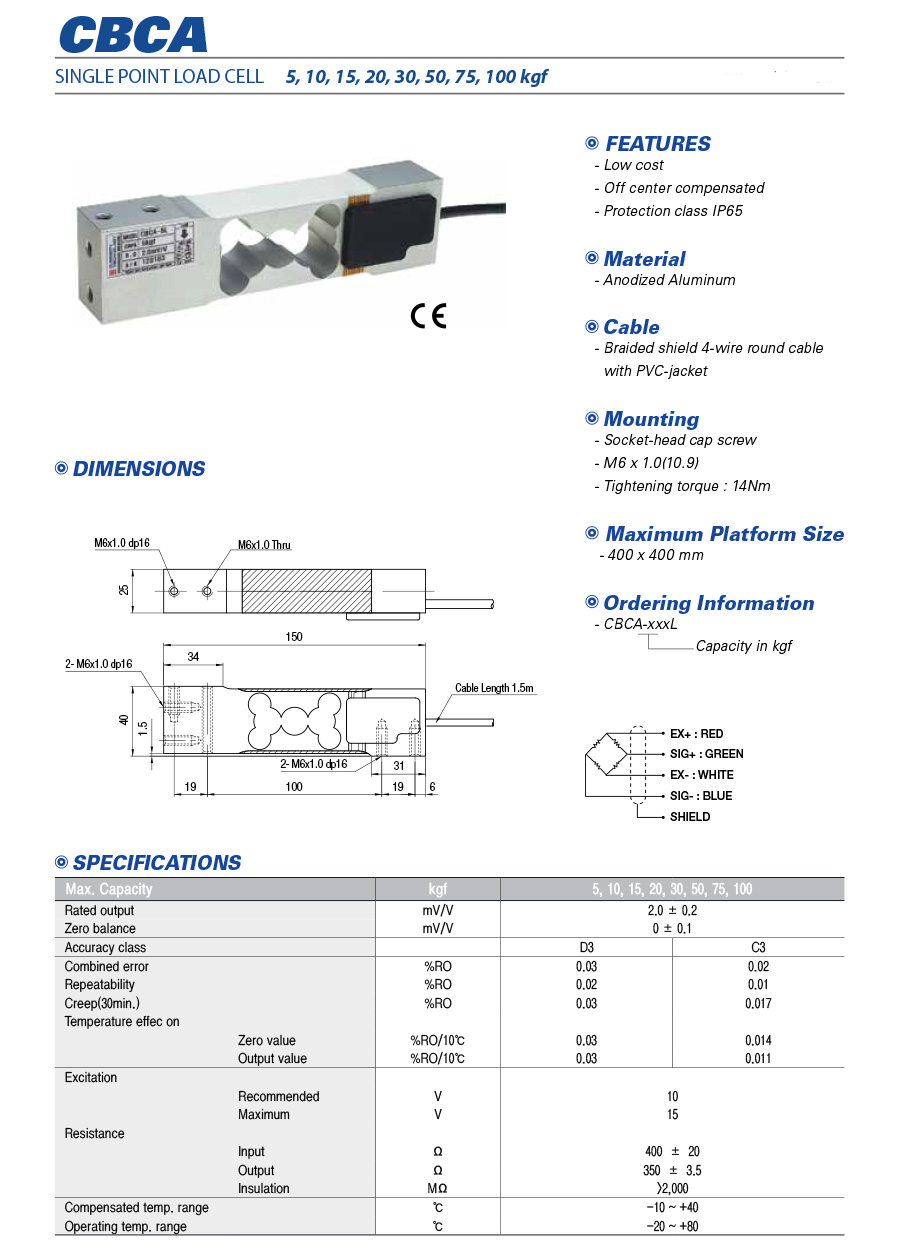 CBCA
SINGLE POINT LOAD CELL 5, 10, 15, 20, 30, 50, 75, 100 kgf
MODEL CBCA-5L
CAPA. 5kgf
R.O 2.0mV/V
S/N 120103
CE
FEATURES
- Low cost
- Off center compensated
- Protection class IP65
Material
- Anodized Aluminum
Cable
- Braided shield 4-wire round cable
with PVC-jacket
Mounting
- Socket-head cap screw
- M6 x 1.0(10.9)
- Tightening torque : 14Nm
Maximum Platform Size
- 400 x 400 mm
Ordering Information
- CBCA-xxxL
Capacity in kgf
DIMENSIONS
M6x1.0 dp16
M6x1.0 Thru
25
150
34
2- M6x1.0 dp16
Cable Length 1.5m
40
1.5
2- M6x1.0 dp16
31
19
100
19
6
EX+ : RED
SIG+ : GREEN
EX- : WHITE
SIG- : BLUE
SHIELD
SPECIFICATIONS
Max. Capacity kgf 5, 10, 15, 20, 30, 50, 75, 100
Rated output mV/V 2.0 ± 0.2
Zero balance mV/V 0 ± 0.1
Accuracy class D3 C3
Combined error %RO 0.03 0.02
Repeatability %RO 0.02 0.01
Creep(30min.) %RO 0.03 0.017
Temperature effec on
Zero value %RO/10℃ 0.03 0.014
Output value %RO/10℃ 0.03 0.011
Excitation
Recommended V 10
Maximum V 15
Resistance
Input Ω 400 ± 20
Output Ω 350 ± 3.5
Insulation MΩ 〉2,000
Compensated temp. range ℃ −10 ~ +40
Operating temp. range ℃ −20 ~ +80